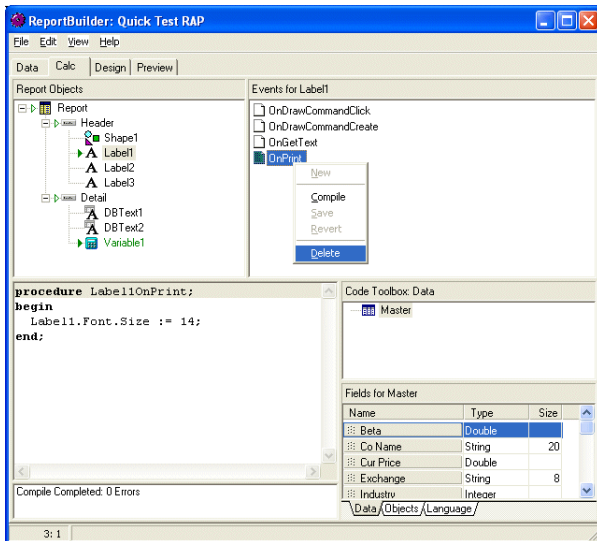 ReportBuilder: Quick Test RAP
File Edit View Help
Data Calc Design Preview
Report Objects
Report
Header
Shape1
Label1
Label2
Label3
Detail
DBText1
DBText2
Variable1
Events for Label1
OnDrawCommandClick
OnDrawCommandCreate
OnGetText
OnPrint
New
Compile
Save
Revert
Delete
procedure Label1OnPrint;
begin
Label1.Font.Size := 14;
end;
Compile Completed: 0 Errors
Code Toolbox: Data
Master
Fields for Master
Name Type Size
Beta Double
Co Name String 20
Cur Price Double
Exchange String 8
Industry Integer
Data Objects Language
3: 1